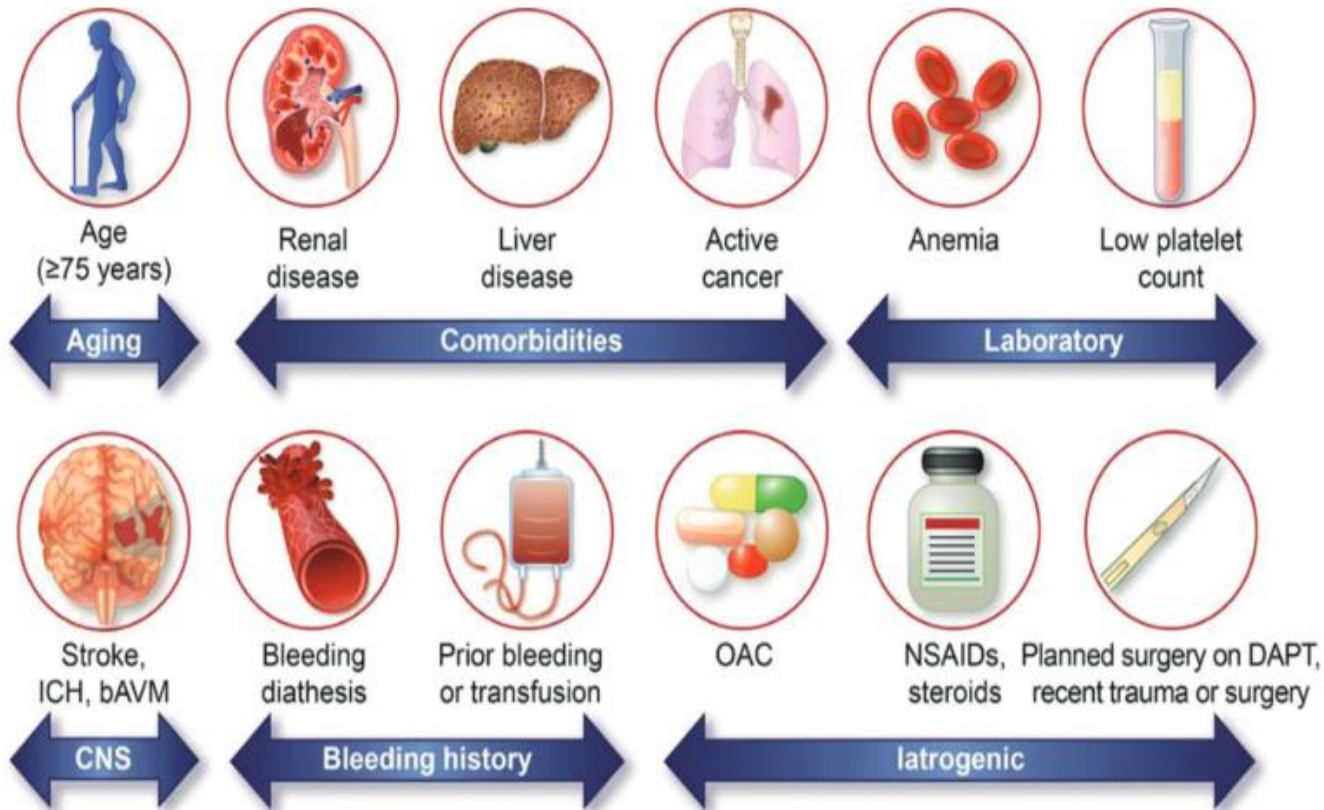 Age
(≥75 years)
Renal
disease
Liver
disease
Active
cancer
Anemia
Low platelet
count
Aging
Comorbidities
Laboratory
Stroke,
ICH, bAVM
Bleeding
diathesis
Prior bleeding
or transfusion
OAC
NSAIDs,
steroids
Planned surgery on DAPT,
recent trauma or surgery
CNS
Bleeding history
Iatrogenic